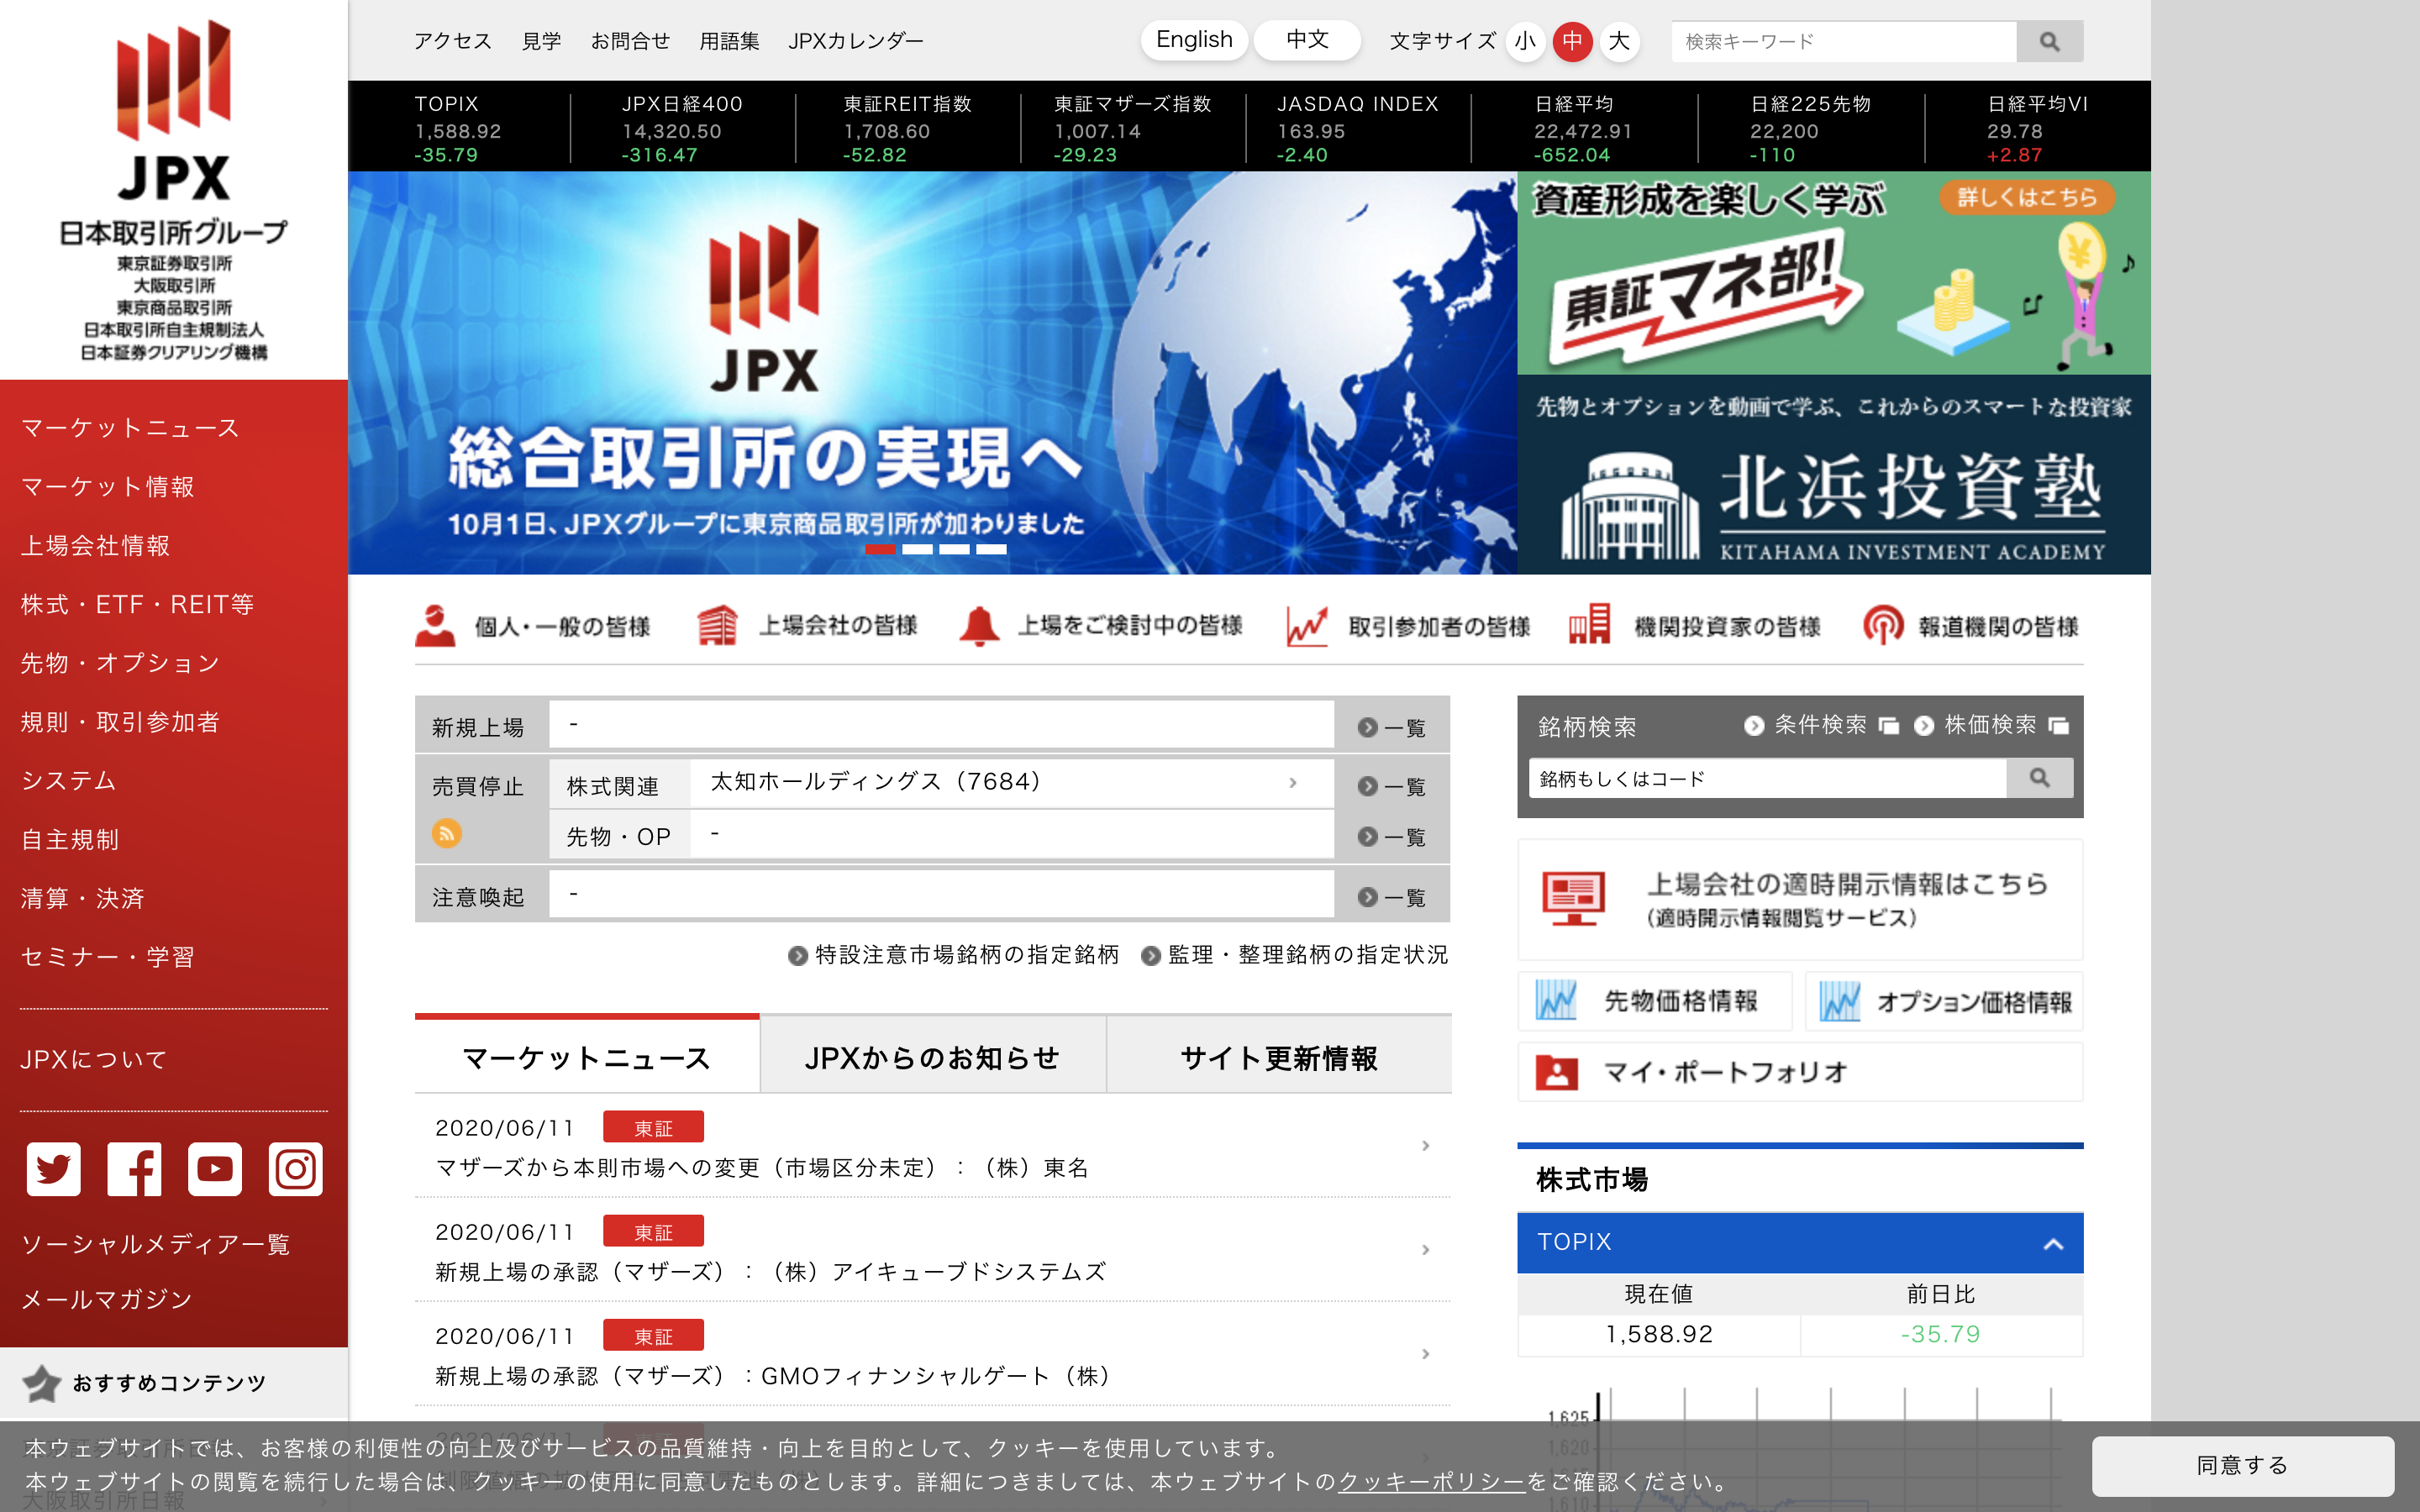 JPX
日本取引所グループ
東京証券取引所
大阪取引所
東京商品取引所
日本取引所自主規制法人
日本証券クリアリング機構
マーケットニュース
マーケット情報
上場会社情報
株式・ETF・REIT等
先物・オプション
規則・取引参加者
システム
自主規制
清算・決済
セミナー・学習
JPXについて
ソーシャルメディア一覧
メールマガジン
おすすめコンテンツ
大阪取引所日報
アクセス 見学 お問合せ 用語集 JPXカレンダー
English 中文 文字サイズ 小 中 大 検索キーワード
TOPIX
1,588.92
-35.79
JPX日経400
14,320.50
-316.47
東証REIT指数
1,708.60
-52.82
東証マザーズ指数
1,007.14
-29.23
JASDAQ INDEX
163.95
-2.40
日経平均
22,472.91
-652.04
日経225先物
22,200
-110
日経平均VI
29.78
+2.87
JPX
総合取引所の実現へ
10月1日、JPXグループに東京商品取引所が加わりました
資産形成を楽しく学ぶ 詳しくはこちら
東証マネ部!
¥
先物とオプションを動画で学ぶ、これからのスマートな投資家
北浜投資塾
KITAHAMA INVESTMENT ACADEMY
個人・一般の皆様 上場会社の皆様 上場をご検討中の皆様 取引参加者の皆様 機関投資家の皆様 報道機関の皆様
新規上場 - 一覧
売買停止 株式関連 太知ホールディングス（7684） 一覧
先物・OP - 一覧
注意喚起 - 一覧
特設注意市場銘柄の指定銘柄 監理・整理銘柄の指定状況
マーケットニュース JPXからのお知らせ サイト更新情報
2020/06/11 東証
マザーズから本則市場への変更（市場区分未定）：（株）東名
2020/06/11 東証
新規上場の承認（マザーズ）：（株）アイキューブドシステムズ
2020/06/11 東証
新規上場の承認（マザーズ）：GMOフィナンシャルゲート（株）
2020/06/11 東証
銘柄検索 条件検索 株価検索
銘柄もしくはコード
上場会社の適時開示情報はこちら
（適時開示情報閲覧サービス）
先物価格情報 オプション価格情報
マイ・ポートフォリオ
株式市場
TOPIX
現在値 前日比
1,588.92 -35.79
1,625
1,620
1,610
本ウェブサイトでは、お客様の利便性の向上及びサービスの品質維持・向上を目的として、クッキーを使用しています。
本ウェブサイトの閲覧を続行した場合は、クッキーの使用に同意したものとします。詳細につきましては、本ウェブサイトのクッキーポリシーをご確認ください。
同意する